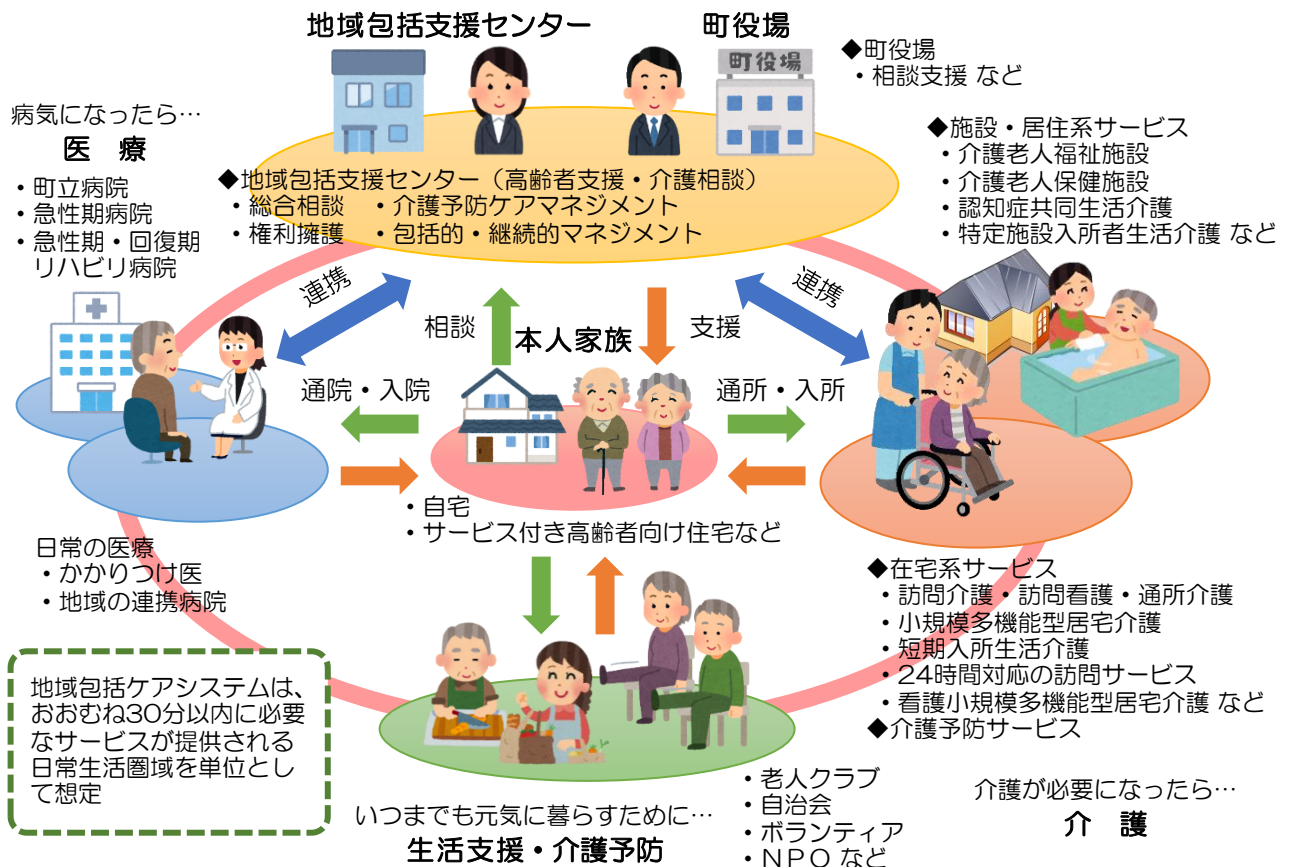 地域包括支援センター
町役場
町役場
◆町役場
・相談支援 など
病気になったら…
医 療
・町立病院
・急性期病院
・急性期・回復期
リハビリ病院
◆地域包括支援センター(高齢者支援・介護相談)
・総合相談 ・介護予防ケアマネジメント
・権利擁護 ・包括的・継続的マネジメント
◆施設・居住系サービス
・介護老人福祉施設
・介護老人保健施設
・認知症共同生活介護
・特定施設入所者生活介護 など
連携
相談
本人家族
支援
連携
通院・入院
通所・入所
・自宅
・サービス付き高齢者向け住宅など
日常の医療
・かかりつけ医
・地域の連携病院
◆在宅系サービス
・訪問介護・訪問看護・通所介護
・小規模多機能型居宅介護
・短期入所生活介護
・24時間対応の訪問サービス
・看護小規模多機能型居宅介護 など
◆介護予防サービス
地域包括ケアシステムは、
おおむね30分以内に必要
なサービスが提供される
日常生活圏域を単位とし
て想定
いつまでも元気に暮らすために…
生活支援・介護予防
・老人クラブ
・自治会
・ボランティア
・NPO など
介護が必要になったら…
介 護